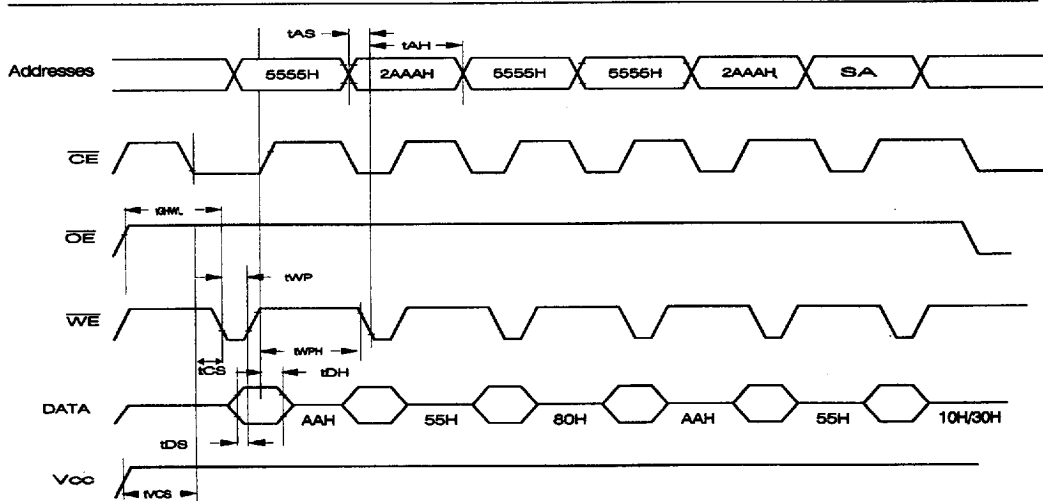 tAS
tAH
Addresses
5555H
2AAAH
5555H
5555H
2AAAH
SA
CE
tGHWL
OE
tWP
WE
tWPH
tCS
tDH
DATA
AAH
55H
80H
AAH
55H
10H/30H
tDS
Vcc
tVCS